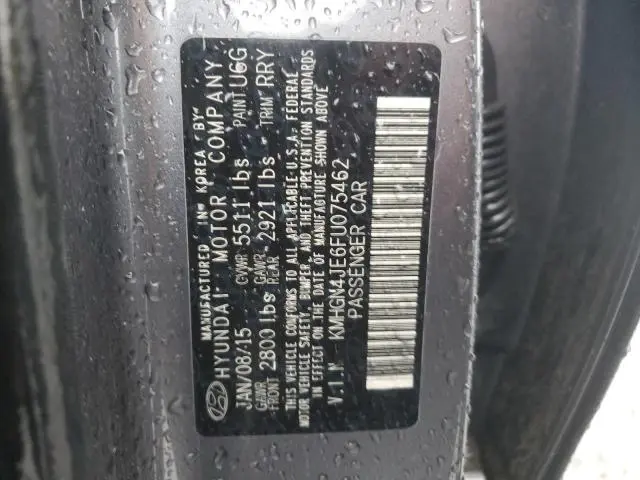 MANUFACTURED IN KOREA BY
HYUNDAI MOTOR COMPANY
JAN/08/15 GVWR 5511 lbs PAINT U6G
GAWR FRONT 2800 lbs GAWR REAR 2921 lbs TRIM RRY
THIS VEHICLE CONFORMS TO ALL APPLICABLE U.S.A. FEDERAL
MOTOR VEHICLE SAFETY, BUMPER, AND THEFT PREVENTION STANDARDS
IN EFFECT ON THE DATE OF MANUFACTURE SHOWN ABOVE
V.I.N KMHGN4JE6FU075462
PASSENGER CAR